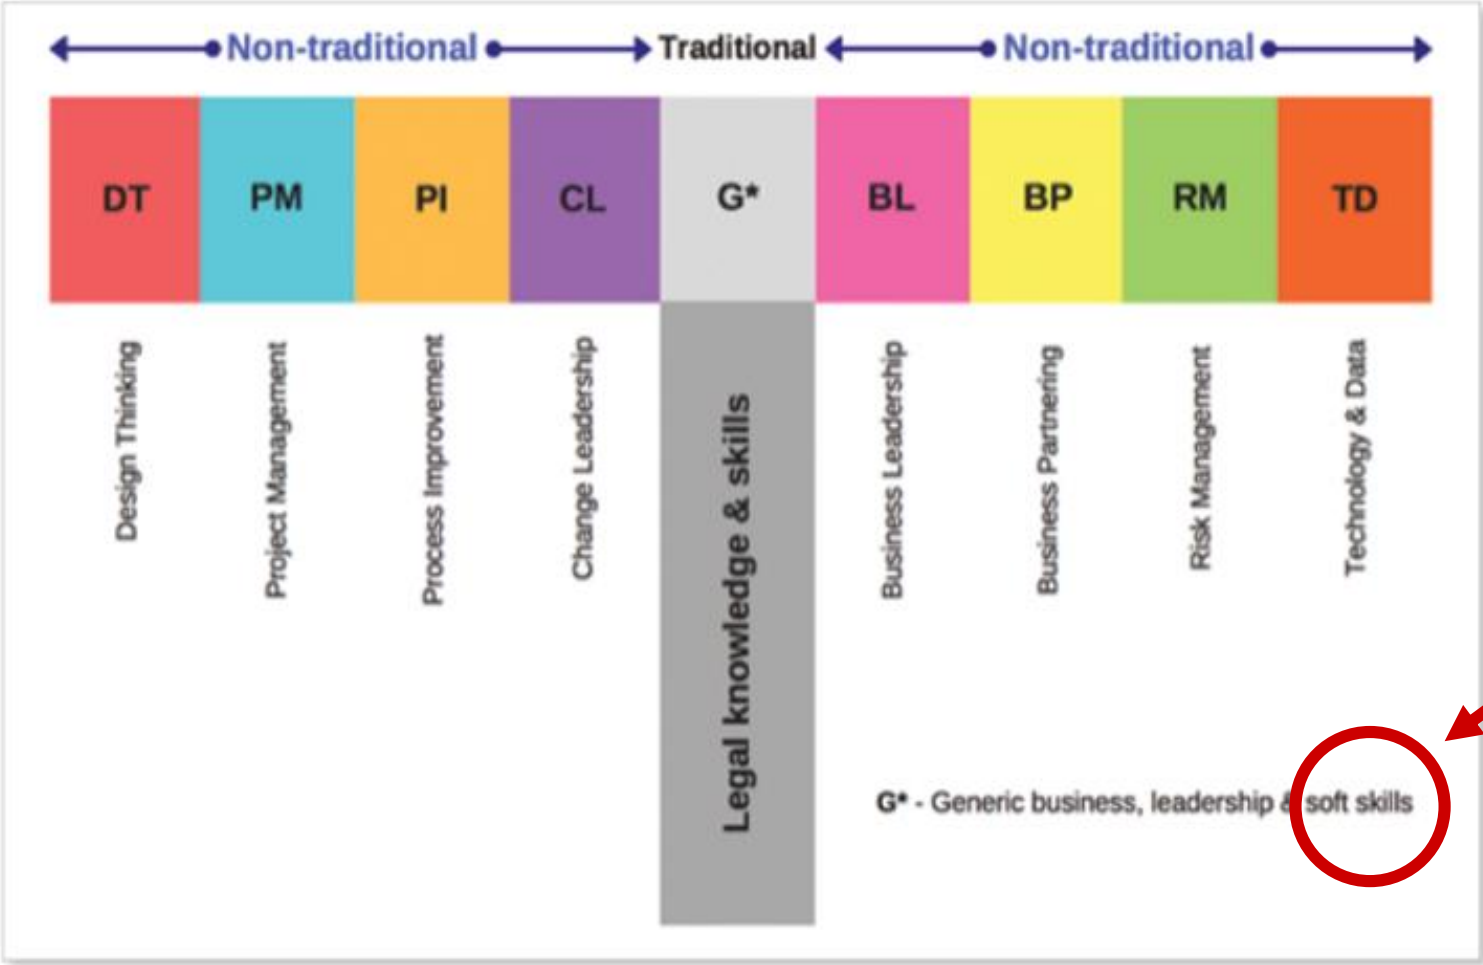 Non-traditional Traditional Non-traditional
DT PM PI CL G* BL BP RM TD
Design Thinking
Project Management
Process Improvement
Change Leadership
Legal knowledge & skills
Business Leadership
Business Partnering
Risk Management
Technology & Data
G* - Generic business, leadership & soft skills